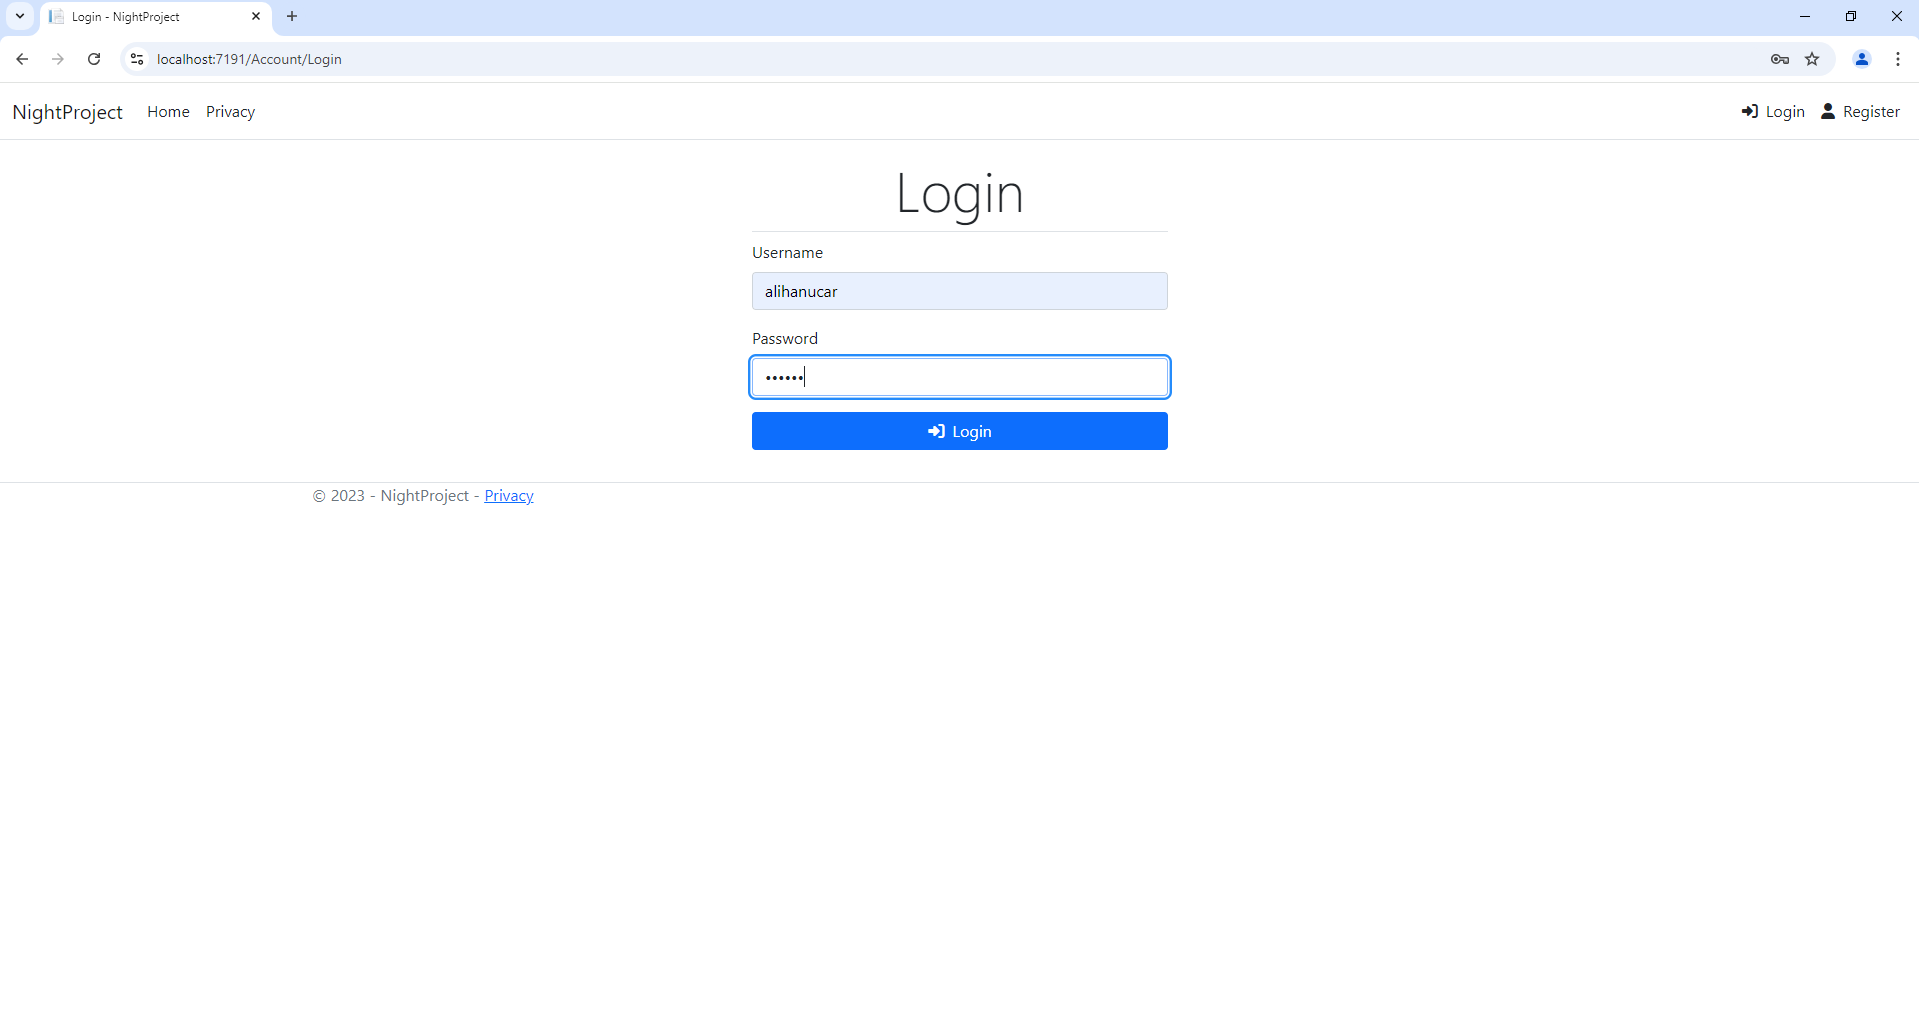 Login - NightProject
localhost:7191/Account/Login
NightProject Home Privacy Login Register
Login
Username
alihanucar
Password
••••••
Login
© 2023 - NightProject - Privacy